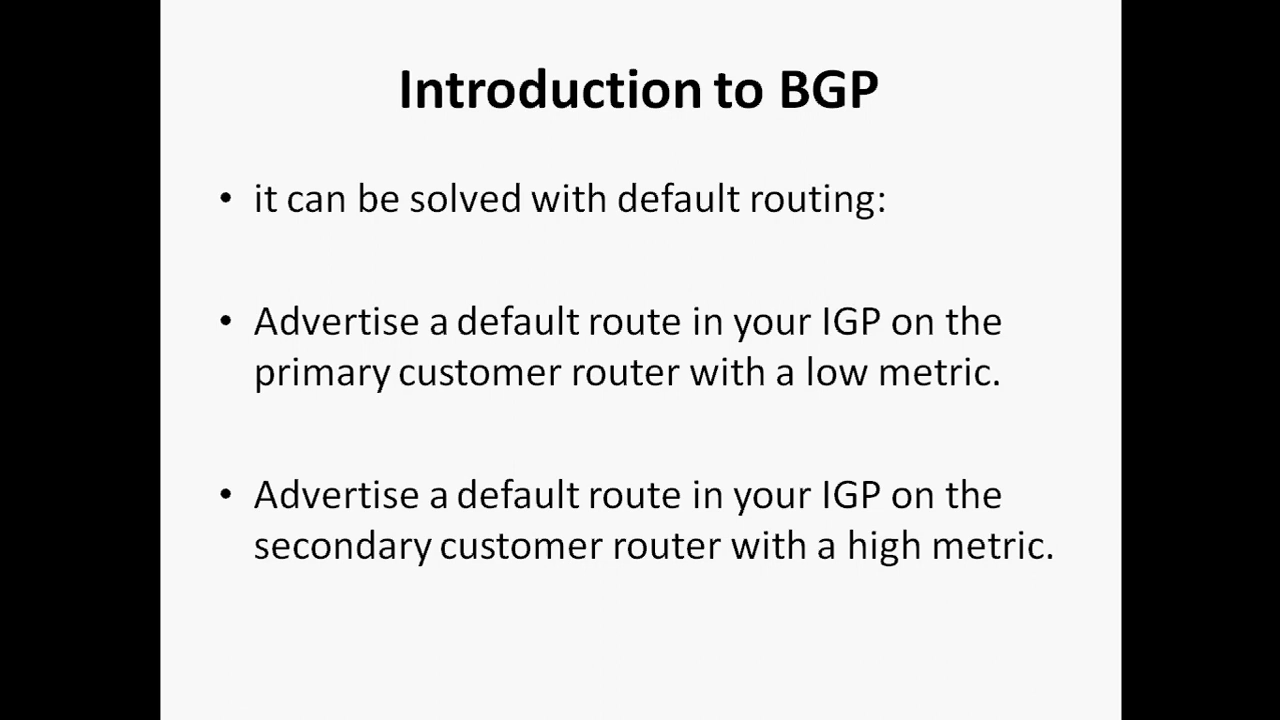 Introduction to BGP
• it can be solved with default routing:
• Advertise a default route in your IGP on the
primary customer router with a low metric.
• Advertise a default route in your IGP on the
secondary customer router with a high metric.